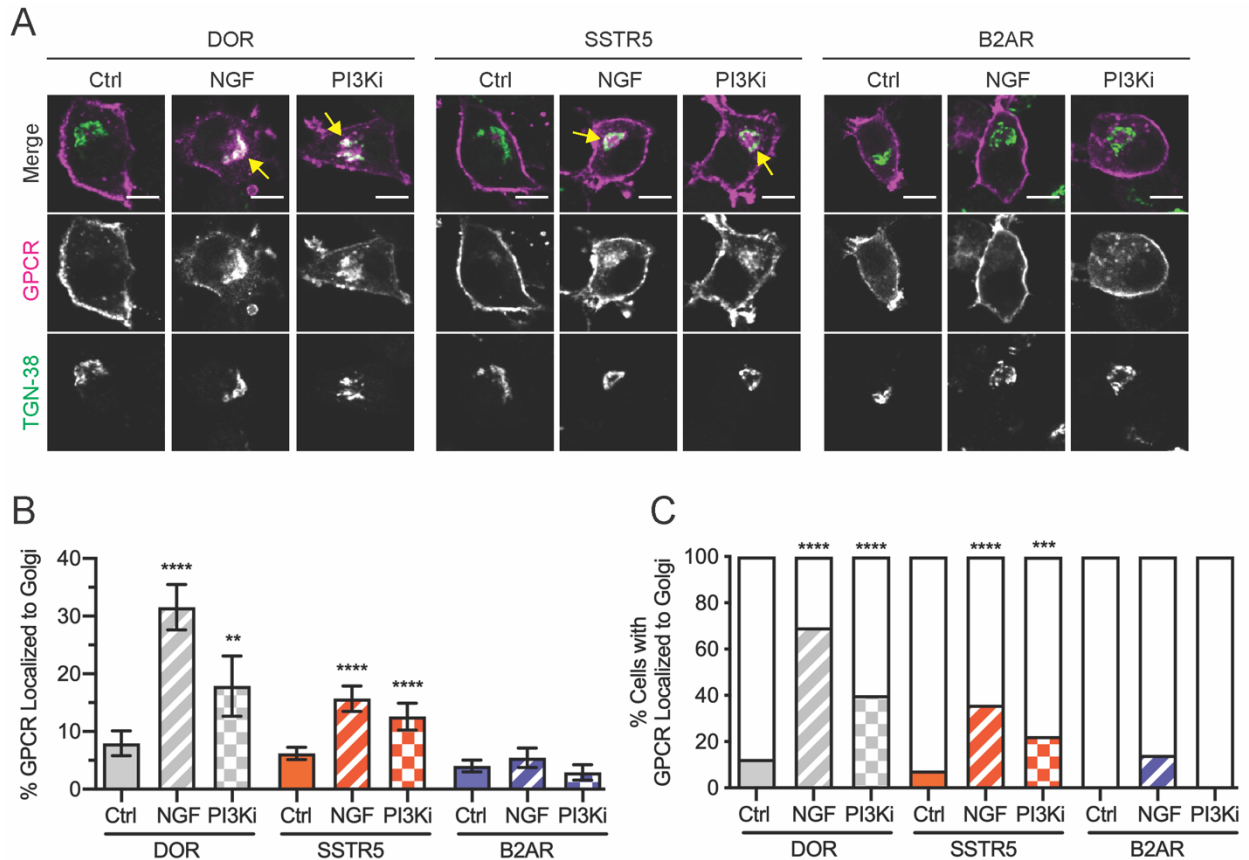 A
DOR SSTR5 B2AR
Ctrl NGF PI3Ki Ctrl NGF PI3Ki Ctrl NGF PI3Ki
Merge
GPCR
TGN-38
B
% GPCR Localized to Golgi
40
30
20
10
0
****
**
****
****
Ctrl NGF PI3Ki Ctrl NGF PI3Ki Ctrl NGF PI3Ki
DOR SSTR5 B2AR
C
% Cells with
GPCR Localized to Golgi
100
80
60
40
20
0
**** **** **** ***
Ctrl NGF PI3Ki Ctrl NGF PI3Ki Ctrl NGF PI3Ki
DOR SSTR5 B2AR